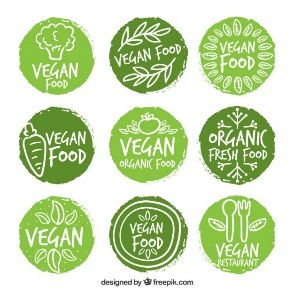 VEGAN
FOOD
VEGAN FOOD
VEGAN
FOOD
VEGAN
FOOD
VEGAN
ORGANIC FOOD
ORGANIC
FRESH FOOD
VEGAN
VEGAN
FOOD
VEGAN
RESTAURANT
designed by freepik.com